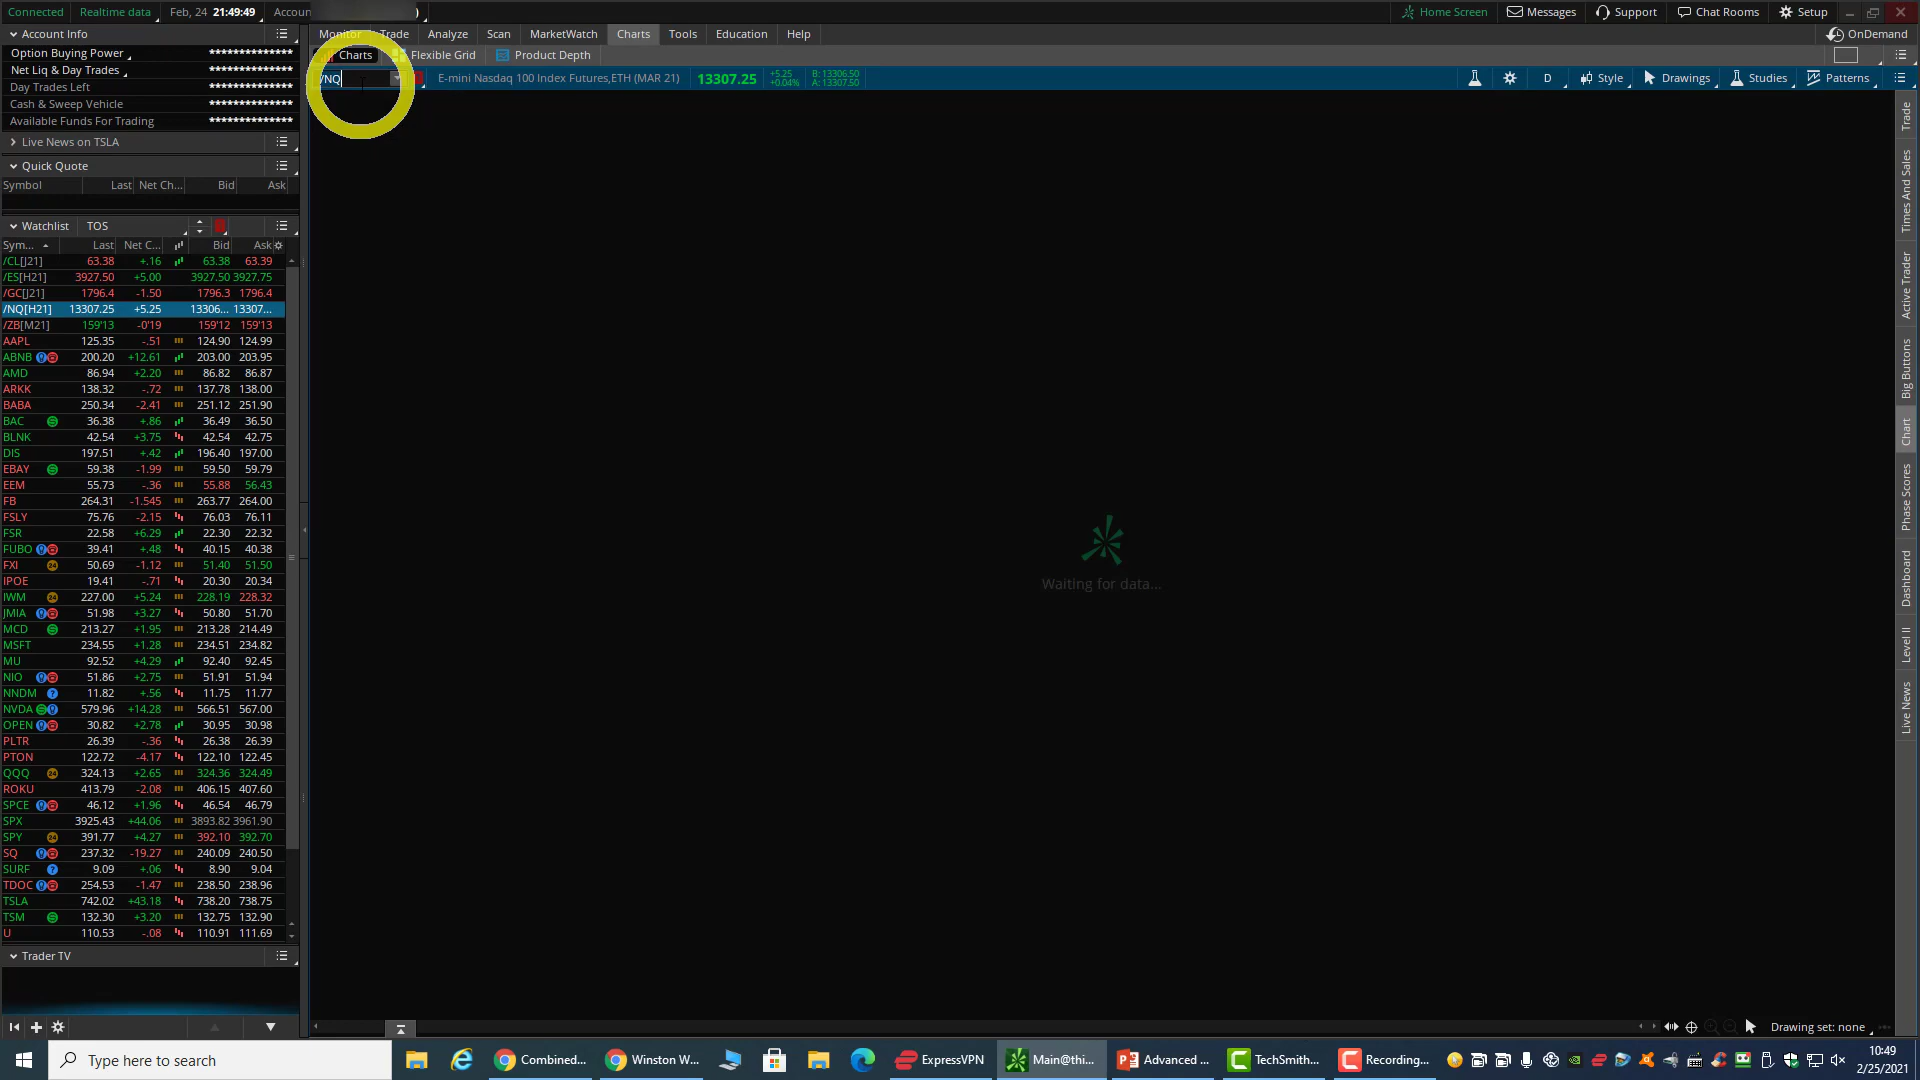 Connected Realtime data Feb, 24 21:49:49 Accoun ) Home Screen Messages Support Chat Rooms Setup
Account Info Monitor Trade Analyze Scan MarketWatch Charts Tools Education Help OnDemand
Option Buying Power ************** Charts Flexible Grid Product Depth
Net Liq & Day Trades **************
/NQ E-mini Nasdaq 100 Index Futures,ETH (MAR 21) 13307.25 +5.25 +0.04% B: 13306.50 A: 13307.50 D Style Drawings Studies Patterns
Day Trades Left **************
Cash & Sweep Vehicle **************
Available Funds For Trading **************
Live News on TSLA
Quick Quote
Symbol Last Net Ch... Bid Ask
Watchlist TOS
Sym... Last Net C... Bid Ask
/CL[J21] 63.38 +.16 63.38 63.39
/ES[H21] 3927.50 +5.00 3927.50 3927.75
/GC[J21] 1796.4 -1.50 1796.3 1796.4
/NQ[H21] 13307.25 +5.25 13306... 13307...
/ZB[M21] 159'13 -0'19 159'12 159'13
AAPL 125.35 -.51 124.90 124.99
ABNB 200.20 +12.61 203.00 203.95
AMD 86.94 +2.20 86.82 86.87
ARKK 138.32 -.72 137.78 138.00
BABA 250.34 -2.41 251.12 251.90
BAC 36.38 +.86 36.49 36.50
BLNK 42.54 +3.75 42.54 42.75
DIS 197.51 +.42 196.40 197.00
EBAY 59.38 -1.99 59.50 59.79
EEM 55.73 -.36 55.88 56.43
FB 264.31 -1.545 263.77 264.00
FSLY 75.76 -2.15 76.03 76.11
FSR 22.58 +6.29 22.30 22.32
FUBO 39.41 +.48 40.15 40.38
FXI 50.69 -1.12 51.40 51.50
IPOE 19.41 -.71 20.30 20.34
IWM 227.00 +5.24 228.19 228.32
JMIA 51.98 +3.27 50.80 51.70
MCD 213.27 +1.95 213.28 214.49
MSFT 234.55 +1.28 234.51 234.82
MU 92.52 +4.29 92.40 92.45
NIO 51.86 +2.75 51.91 51.94
NNDM 11.82 +.56 11.75 11.77
NVDA 579.96 +14.28 566.51 567.00
OPEN 30.82 +2.78 30.95 30.98
PLTR 26.39 -.36 26.38 26.39
PTON 122.72 -4.17 122.10 122.45
QQQ 324.13 +2.65 324.36 324.49
ROKU 413.79 -2.08 406.15 407.60
SPCE 46.12 +1.96 46.54 46.79
SPX 3925.43 +44.06 3893.82 3961.90
SPY 391.77 +4.27 392.10 392.70
SQ 237.32 -19.27 240.09 240.50
SURF 9.09 +.06 8.90 9.04
TDOC 254.53 -1.47 238.50 238.96
TSLA 742.02 +43.18 738.20 738.75
TSM 132.30 +3.20 132.75 132.90
U 110.53 -.08 110.91 111.69
Trader TV
Waiting for data...
Trade
Times And Sales
Active Trader
Big Buttons
Chart
Phase Scores
Dashboard
Level II
Live News
Drawing set: none
Type here to search Combined... Winston W... ExpressVPN Main@thi... Advanced ... TechSmith... Recording... 10:49
2/25/2021